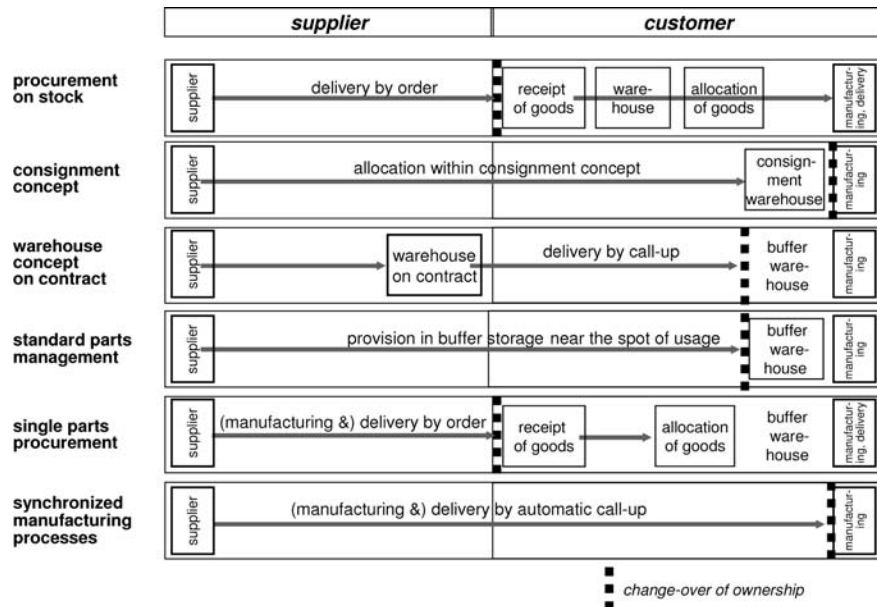 supplier
customer
procurement
on stock
supplier
delivery by order
receipt
of goods
ware-
house
allocation
of goods
manufactur-
ing, delivery
consignment
concept
supplier
allocation within consignment concept
consign-
ment
warehouse
manufactur-
ing
warehouse
concept
on contract
supplier
warehouse
on contract
delivery by call-up
buffer
ware-
house
manufactur-
ing
standard parts
management
supplier
provision in buffer storage near the spot of usage
buffer
ware-
house
manufactur-
ing
single parts
procurement
supplier
(manufacturing &) delivery by order
receipt
of goods
allocation
of goods
buffer
ware-
house
manufactur-
ing, delivery
synchronized
manufacturing
processes
supplier
(manufacturing &) delivery by automatic call-up
manufactur-
ing
change-over of ownership